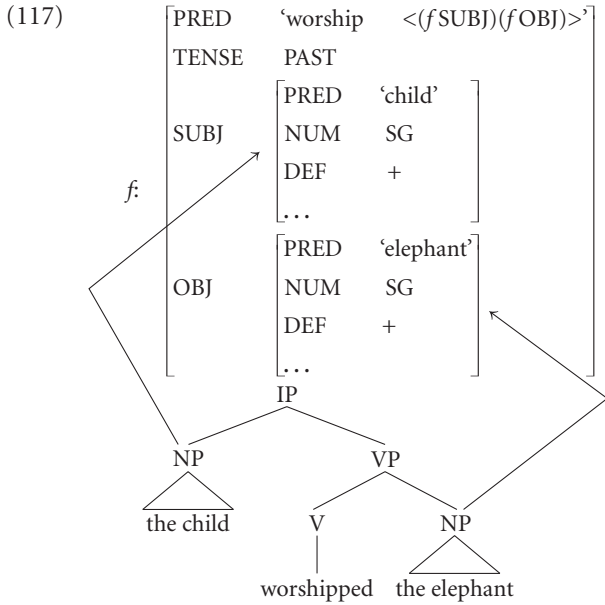 (117)
PRED ‘worship <(f SUBJ)(f OBJ)>’
TENSE PAST
PRED ‘child’
SUBJ NUM SG
DEF +
f:
...
PRED ‘elephant’
OBJ NUM SG
DEF +
...
IP
NP VP
the child V NP
worshipped the elephant